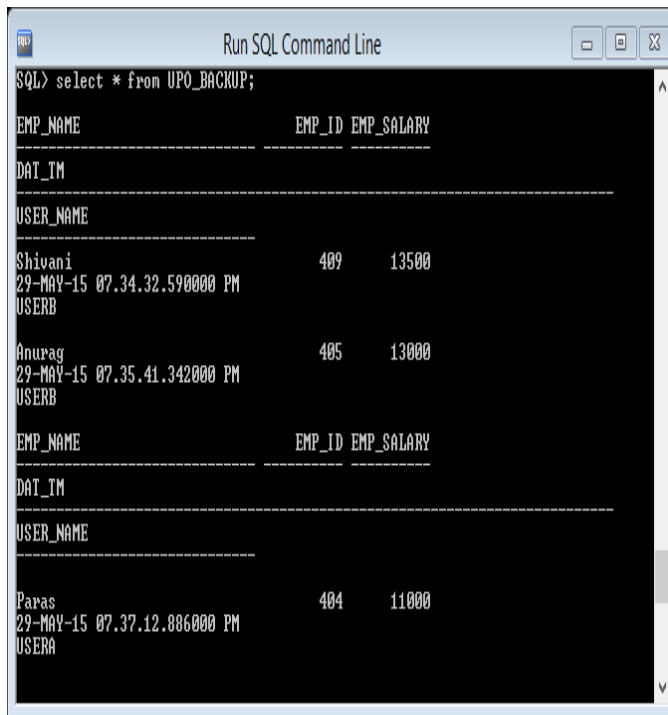 Run SQL Command Line
SQL> select * from UPO_BACKUP;
EMP_NAME EMP_ID EMP_SALARY
------------------------------ ---------- ----------
DAT_TM
---------------------------------------------------------------------------
USER_NAME
------------------------------
Shivani 409 13500
29-MAY-15 07.34.32.590000 PM
USERB
Anurag 405 13000
29-MAY-15 07.35.41.342000 PM
USERB
EMP_NAME EMP_ID EMP_SALARY
------------------------------ ---------- ----------
DAT_TM
---------------------------------------------------------------------------
USER_NAME
------------------------------
Paras 404 11000
29-MAY-15 07.37.12.886000 PM
USERA